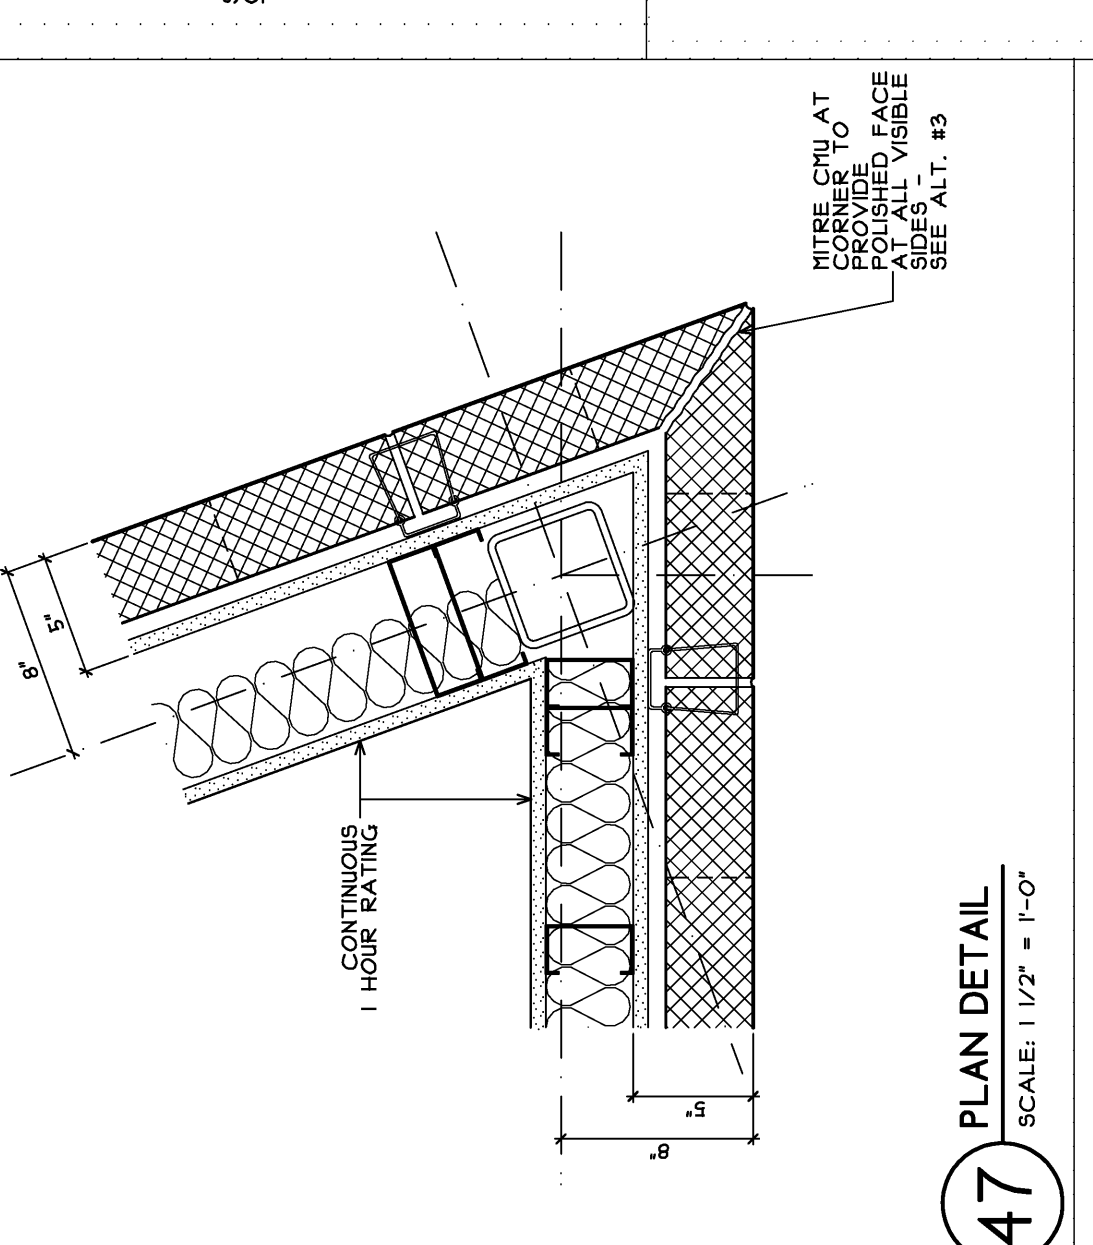 MITRE CMU AT
CORNER TO
PROVIDE
POLISHED FACE
AT ALL VISIBLE
SIDES -
SEE ALT. #3
8"
5"
CONTINUOUS
1 HOUR RATING
5"
8"
47
PLAN DETAIL
SCALE: 1 1/2" = 1'-0"